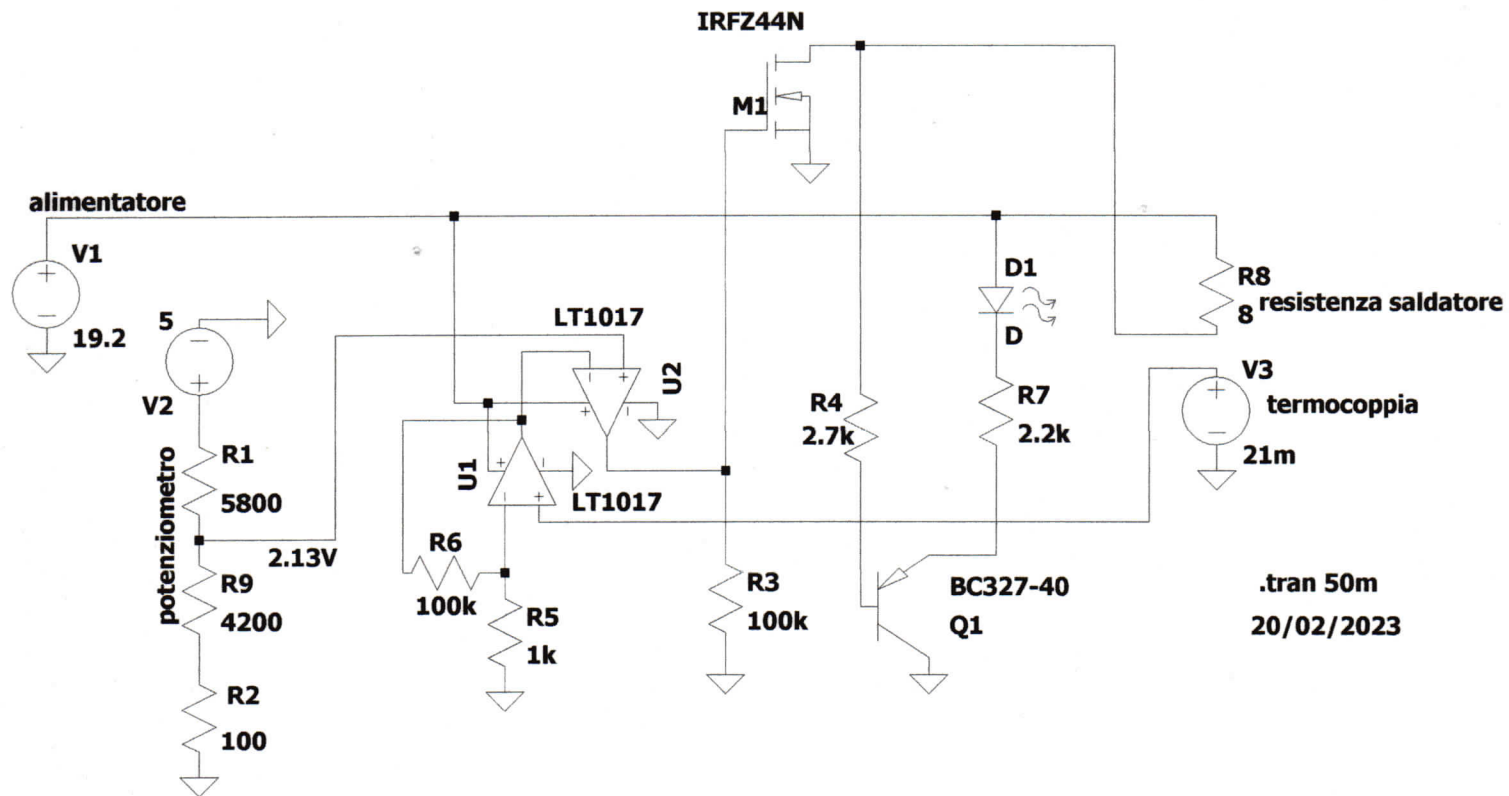 IRFZ44N
M1
alimentatore
V1
19.2
5
V2
R1
5800
potenziometro
2.13V
R9
4200
R2
100
LT1017
U2
U1
LT1017
R6
100k
R5
1k
R3
100k
R4
2.7k
D1
D
R7
2.2k
BC327-40
Q1
R8
8 resistenza saldatore
V3
termocoppia
21m
.tran 50m
20/02/2023